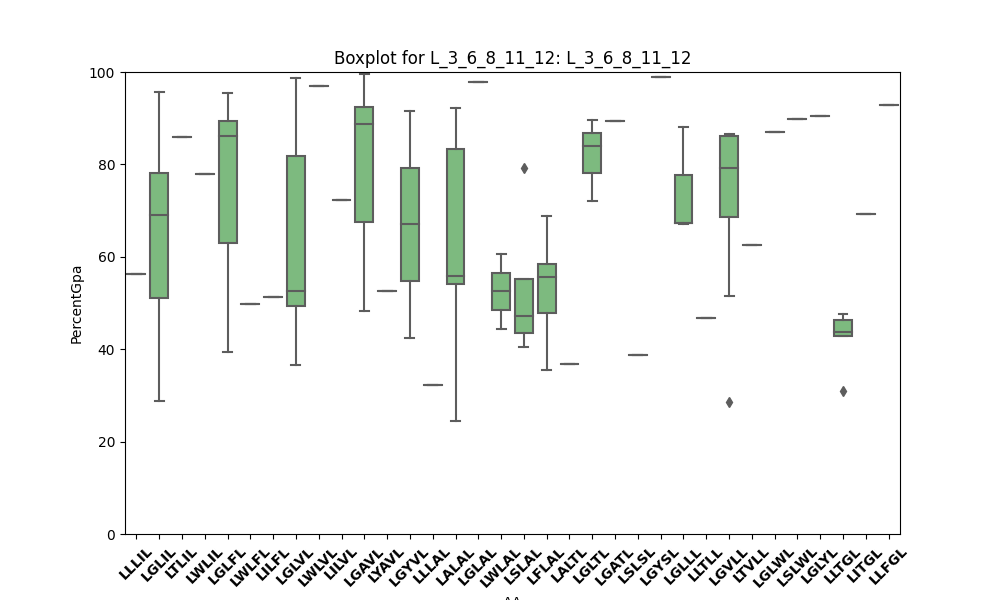 Boxplot for L_3_6_8_11_12: L_3_6_8_11_12
PercentGpa
100
80
60
40
20
0
LLLIL
LGLIL
LTLIL
LWLIL
LGLFL
LWLFL
LILFL
LGLVL
LWLVL
LILVL
LGAVL
LYAVL
LGYVL
LLLAL
LALAL
LGLAL
LWLAL
LSLAL
LFLAL
LALTL
LGLTL
LGATL
LSLSL
LGYSL
LGLLL
LLTLL
LGVLL
LTVLL
LGLWL
LSLWL
LGLYL
LLTGL
LITGL
LLFGL